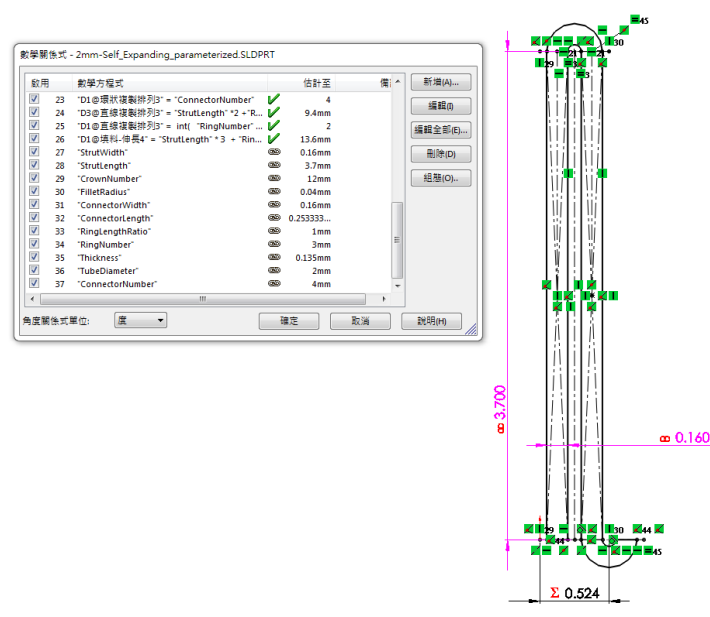 數學關係式 - 2mm-Self_Expanding_parameterized.SLDPRT
啟用 數學方程式 估計至 備
23 "D1@環狀複製排列3" = "ConnectorNumber" 4
24 "D3@直線複製排列3" = "StrutLength" *2 +"R... 9.4mm
25 "D1@直線複製排列3" = int( "RingNumber" ... 2
26 "D1@填料-伸長4" = "StrutLength" * 3 + "Rin... 13.6mm
27 "StrutWidth" 0.16mm
28 "StrutLength" 3.7mm
29 "CrownNumber" 12mm
30 "FilletRadius" 0.04mm
31 "ConnectorWidth" 0.16mm
32 "ConnectorLength" 0.253333...
33 "RingLengthRatio" 1mm
34 "RingNumber" 3mm
35 "Thickness" 0.135mm
36 "TubeDiameter" 2mm
37 "ConnectorNumber" 4mm
新增(A)...
編輯(I)
編輯全部(E)...
刪除(D)
組態(O)...
角度關係式單位: 度 確定 取消 說明(H)
45
30
21 21
29 3
3
3.700
0.160
29 30 44
44
45
Σ 0.524